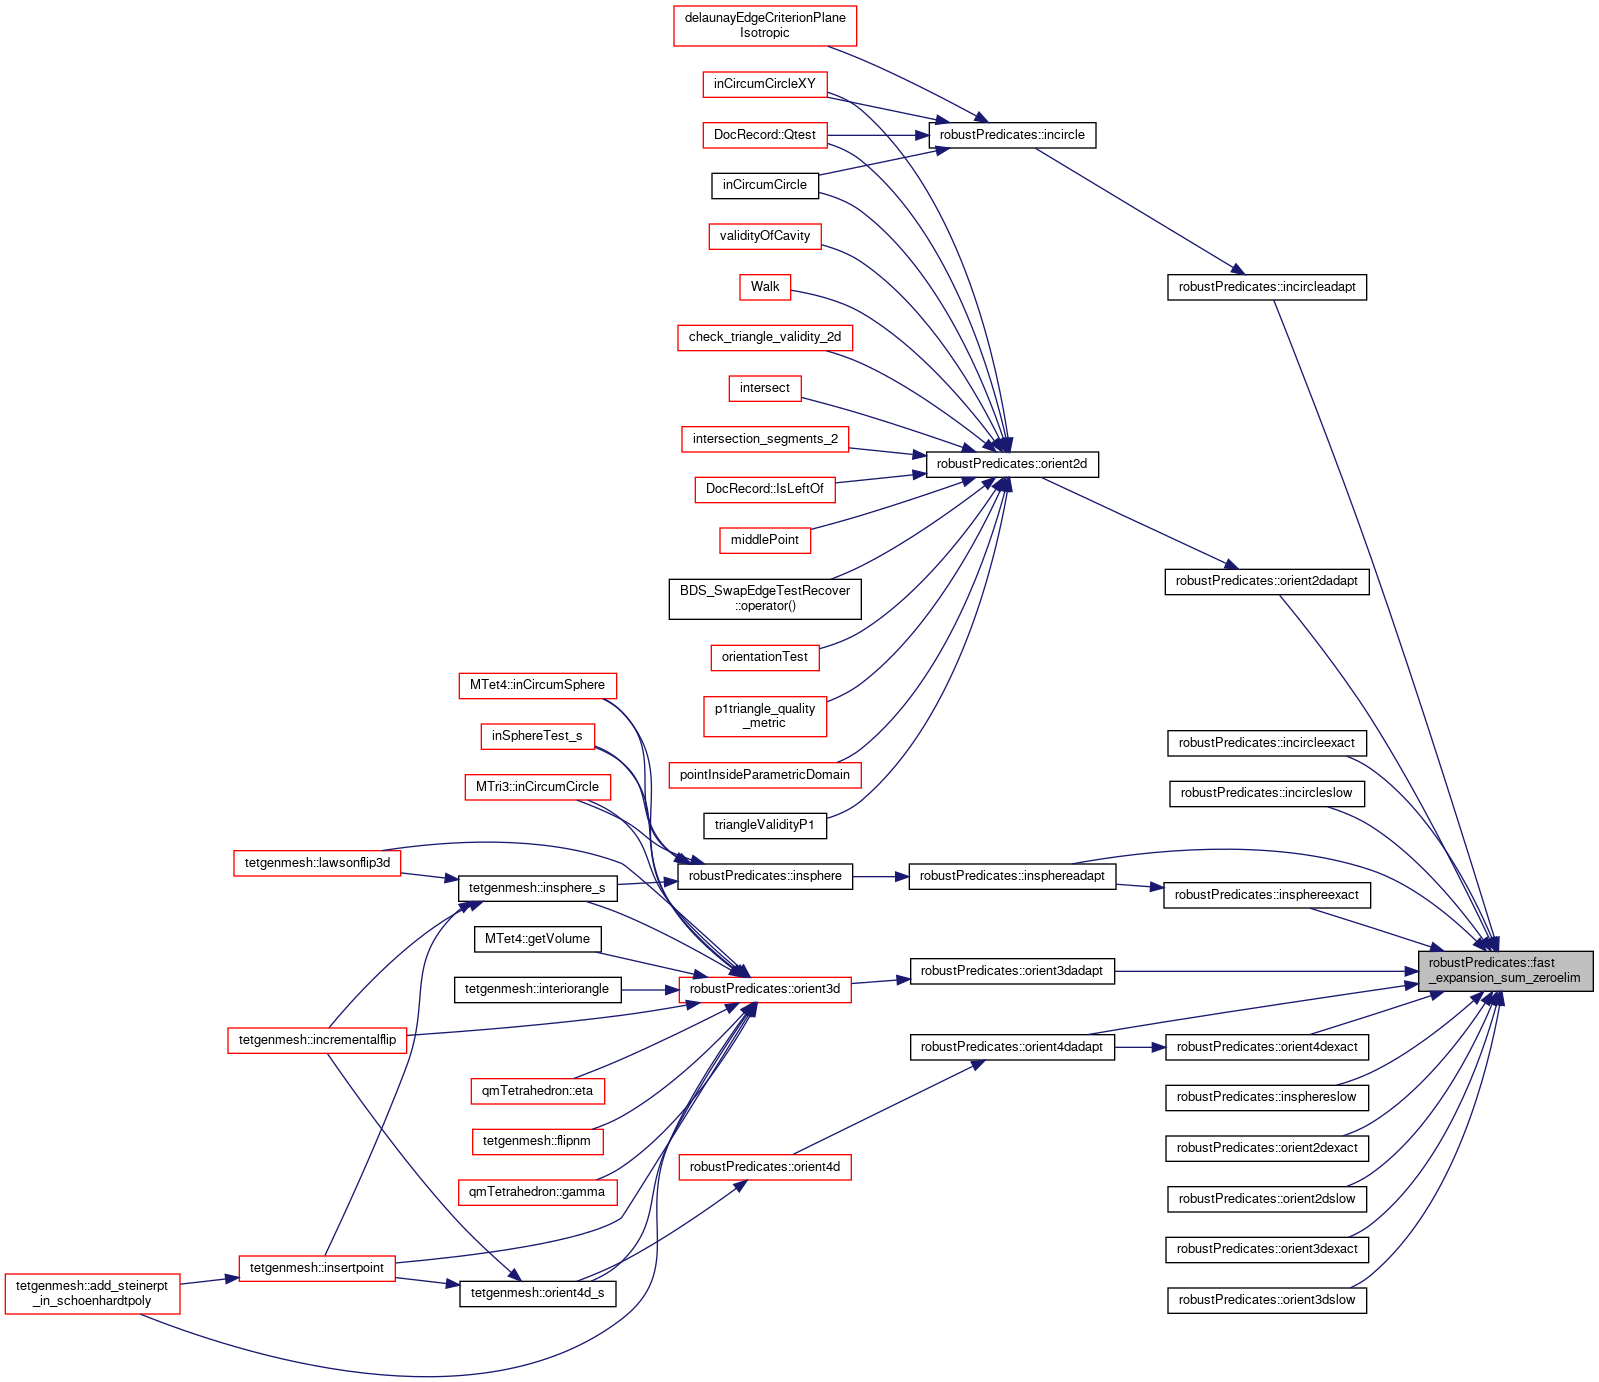 delaunayEdgeCriterionPlane
Isotropic
inCircumCircleXY
robustPredicates::incircle
DocRecord::Qtest
inCircumCircle
validityOfCavity
Walk
robustPredicates::incircleadapt
check_triangle_validity_2d
intersect
intersection_segments_2
robustPredicates::orient2d
DocRecord::IsLeftOf
middlePoint
BDS_SwapEdgeTestRecover
::operator()
robustPredicates::orient2dadapt
orientationTest
MTet4::inCircumSphere
p1triangle_quality
_metric
inSphereTest_s
robustPredicates::incircleexact
pointInsideParametricDomain
MTri3::inCircumCircle
robustPredicates::incircleslow
triangleValidityP1
tetgenmesh::lawsonflip3d
tetgenmesh::insphere_s
robustPredicates::insphere
robustPredicates::insphereadapt
robustPredicates::insphereexact
MTet4::getVolume
robustPredicates::fast
_expansion_sum_zeroelim
robustPredicates::orient3dadapt
tetgenmesh::interiorangle
robustPredicates::orient3d
tetgenmesh::incrementalflip
robustPredicates::orient4dadapt
robustPredicates::orient4dexact
qmTetrahedron::eta
robustPredicates::insphereslow
tetgenmesh::flipnm
robustPredicates::orient2dexact
robustPredicates::orient4d
qmTetrahedron::gamma
robustPredicates::orient2dslow
robustPredicates::orient3dexact
tetgenmesh::insertpoint
tetgenmesh::add_steinerpt
_in_schoenhardtpoly
tetgenmesh::orient4d_s
robustPredicates::orient3dslow